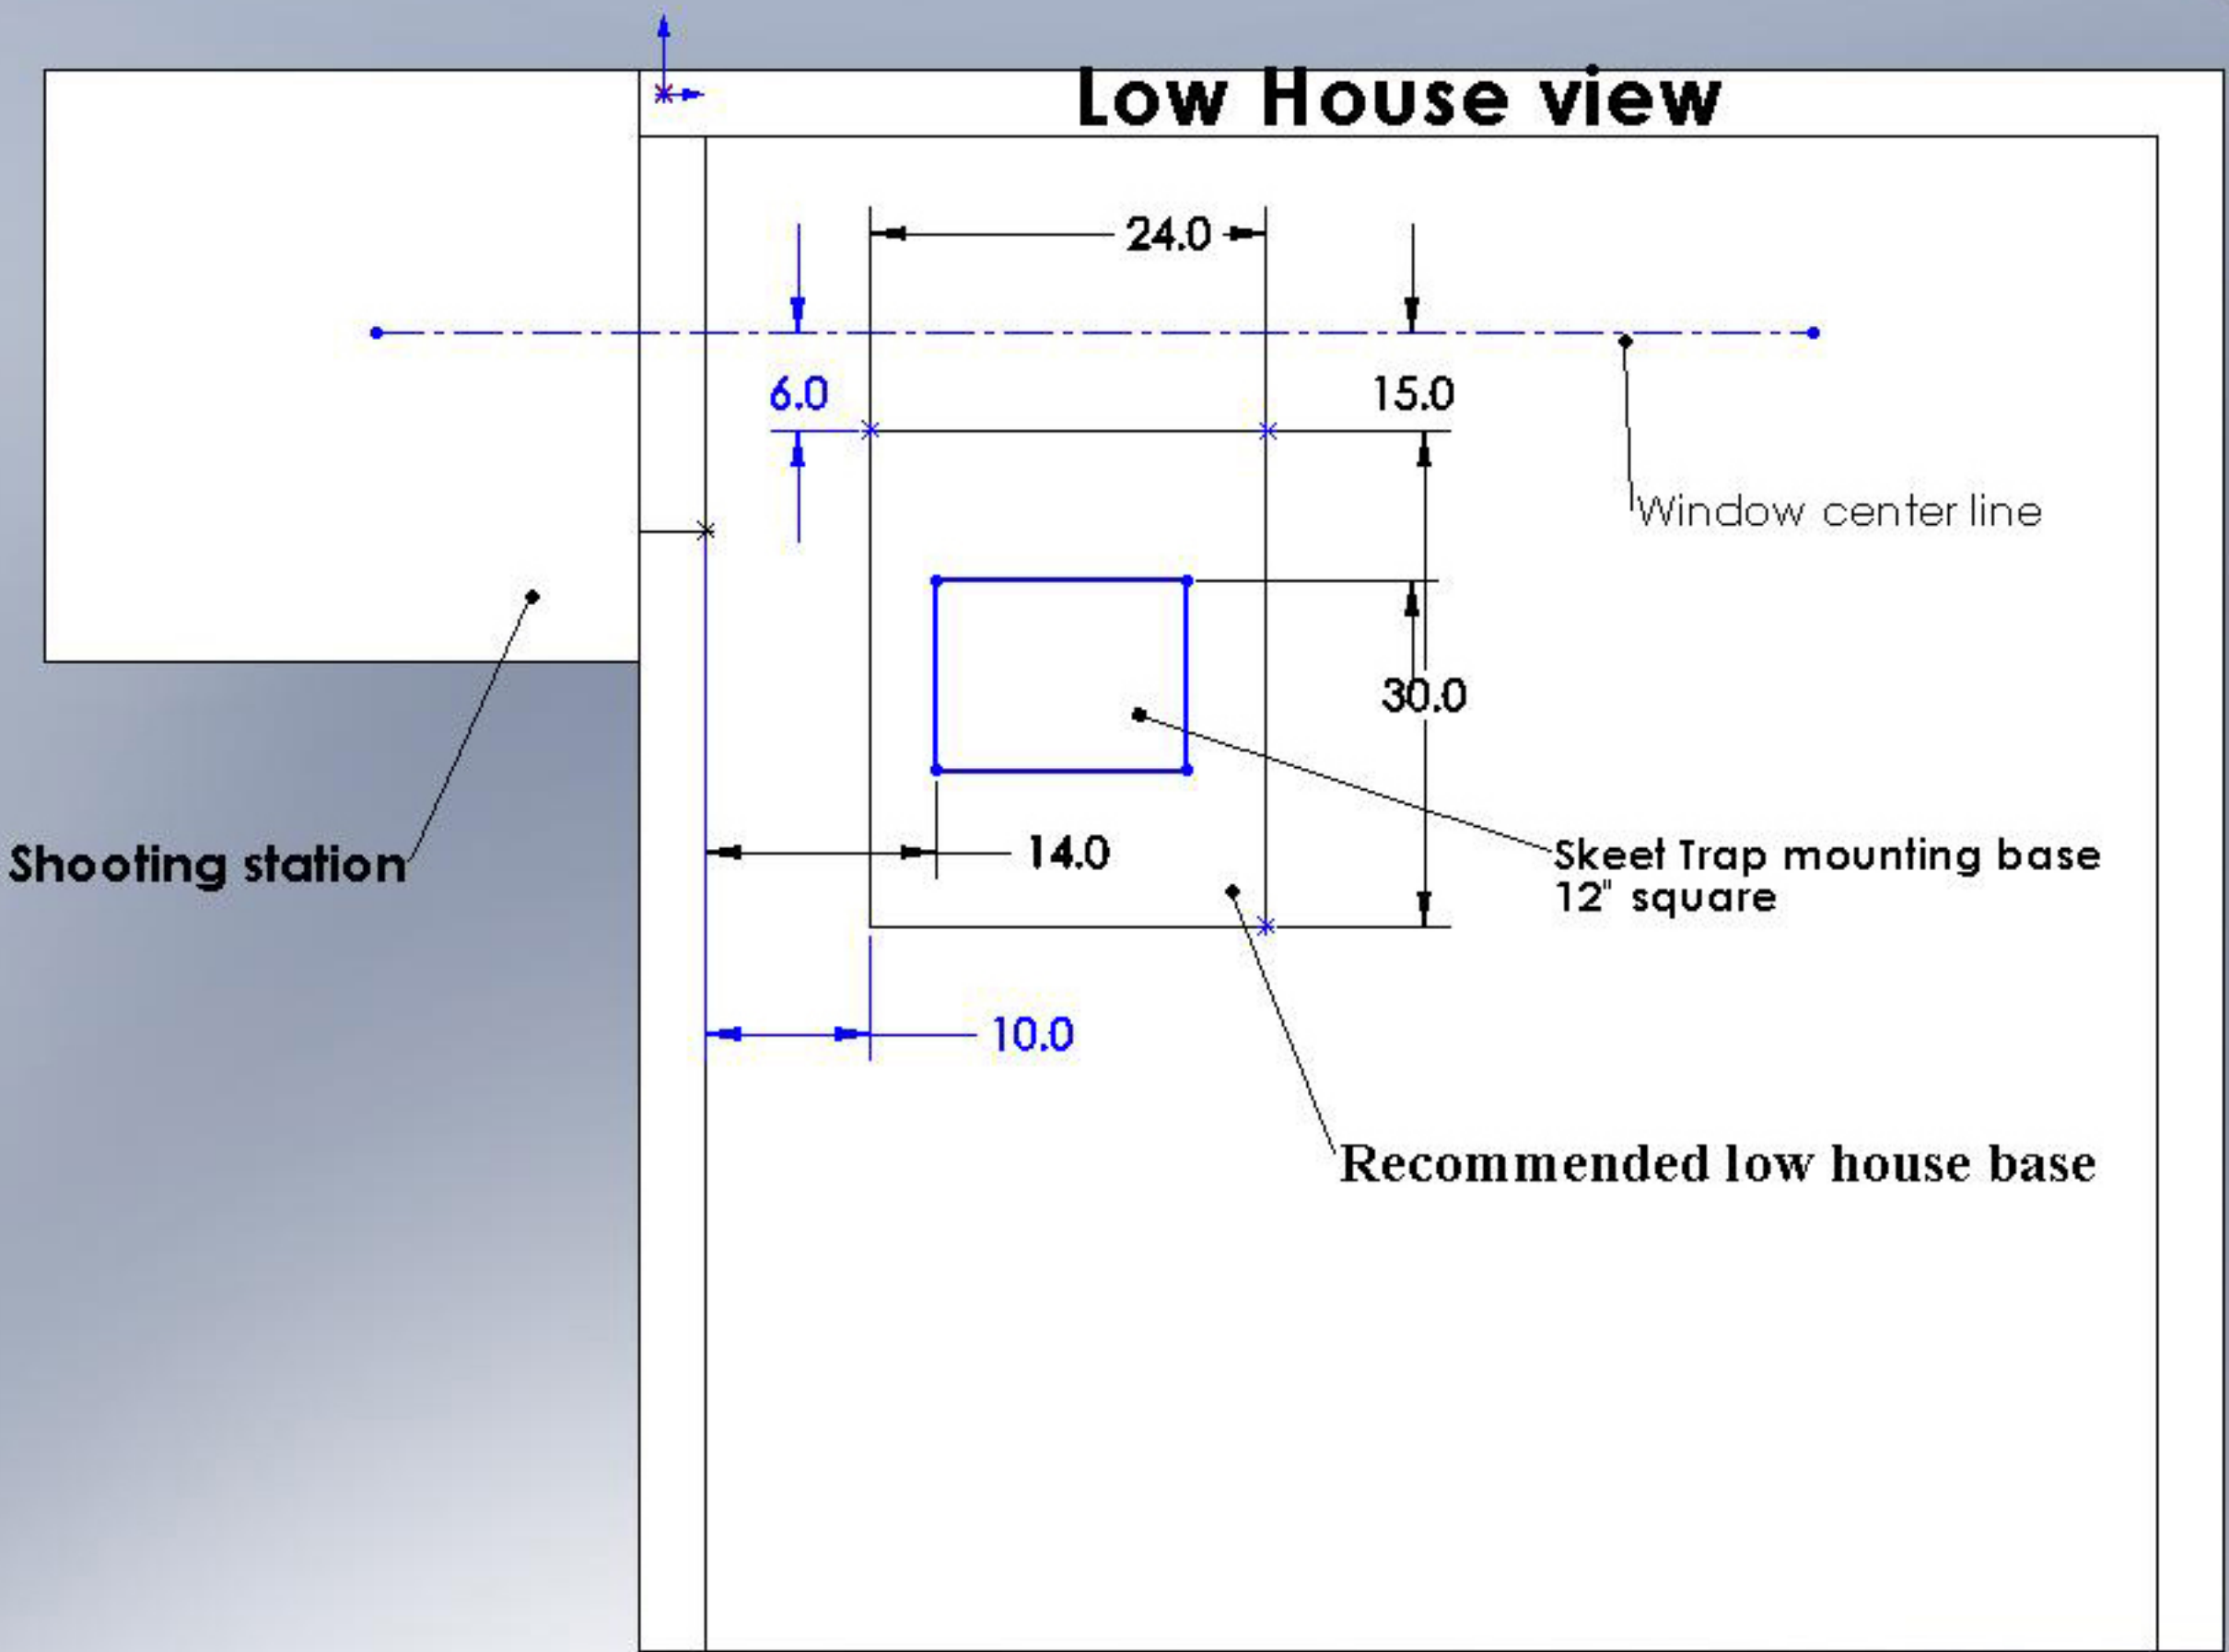 Low House view
24.0
6.0
15.0
Window center line
30.0
Shooting station
14.0
Skeet Trap mounting base
12" square
10.0
Recommended low house base